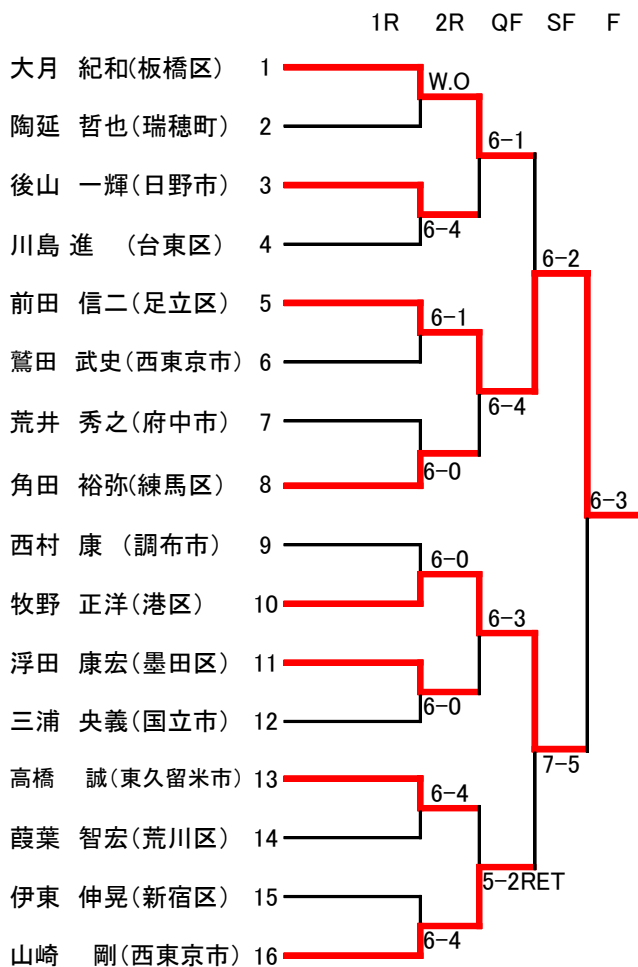 1R 2R QF SF F
大月 紀和(板橋区) 1
W.O
陶延 哲也(瑞穂町) 2
6-1
後山 一輝(日野市) 3
6-4
川島 進 (台東区) 4
6-2
前田 信二(足立区) 5
6-1
鷲田 武史(西東京市) 6
6-4
荒井 秀之(府中市) 7
6-0
角田 裕弥(練馬区) 8
6-3
西村 康 (調布市) 9
6-0
牧野 正洋(港区) 10
6-3
浮田 康宏(墨田区) 11
6-0
三浦 央義(国立市) 12
7-5
高橋 誠(東久留米市) 13
6-4
葭葉 智宏(荒川区) 14
5-2RET
伊東 伸晃(新宿区) 15
6-4
山崎 剛(西東京市) 16